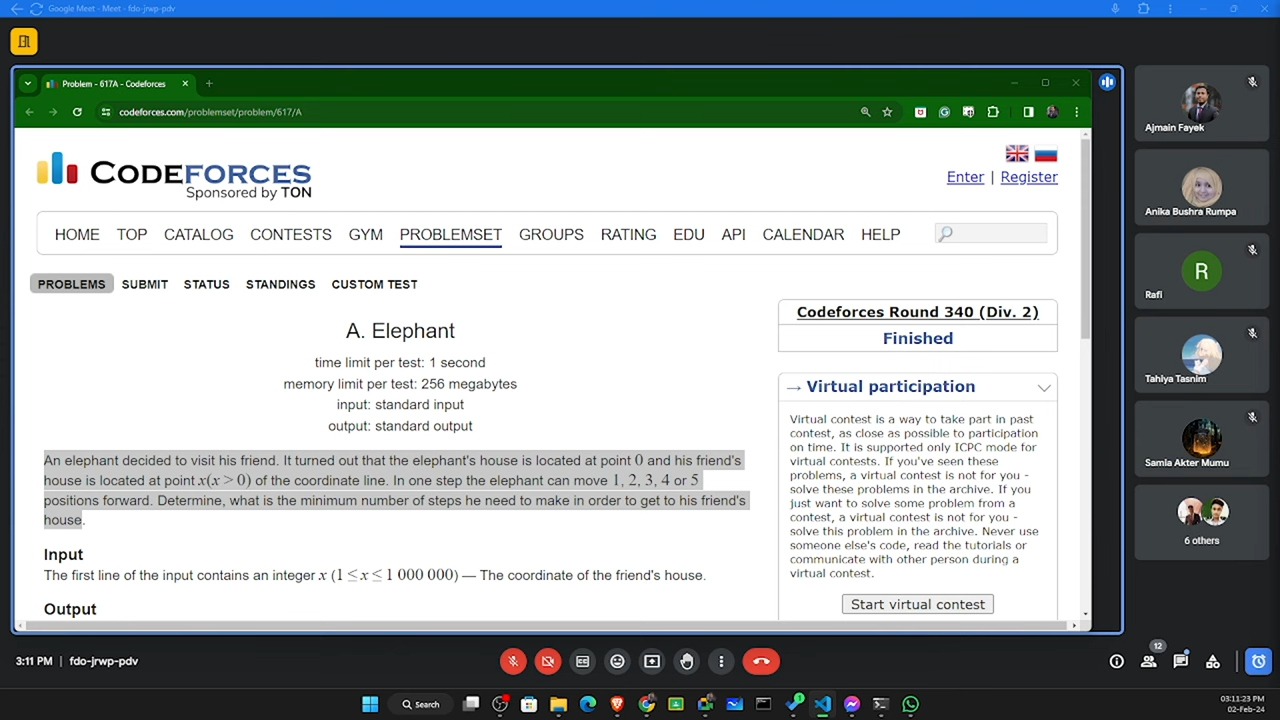 Google Meet - Meet - fdo-jrwp-pdv
Problem - 617A - Codeforces
codeforces.com/problemset/problem/617/A
CODEFORCES
Sponsored by TON
Enter | Register
HOME TOP CATALOG CONTESTS GYM PROBLEMSET GROUPS RATING EDU API CALENDAR HELP
PROBLEMS SUBMIT STATUS STANDINGS CUSTOM TEST
A. Elephant
time limit per test: 1 second
memory limit per test: 256 megabytes
input: standard input
output: standard output
An elephant decided to visit his friend. It turned out that the elephant's house is located at point 0 and his friend's
house is located at point x(x > 0) of the coordinate line. In one step the elephant can move 1, 2, 3, 4 or 5
positions forward. Determine, what is the minimum number of steps he need to make in order to get to his friend's
house.
Input
The first line of the input contains an integer x (1 ≤ x ≤ 1 000 000) — The coordinate of the friend's house.
Output
Codeforces Round 340 (Div. 2)
Finished
→ Virtual participation
Virtual contest is a way to take part in past
contest, as close as possible to participation
on time. It is supported only ICPC mode for
virtual contests. If you've seen these
problems, a virtual contest is not for you -
solve these problems in the archive. If you
just want to solve some problem from a
contest, a virtual contest is not for you -
solve this problem in the archive. Never use
someone else's code, read the tutorials or
communicate with other person during a
virtual contest.
Start virtual contest
Ajmain Fayek
Anika Bushra Rumpa
R
Rafi
Tahiya Tasnim
Samia Akter Mumu
6 others
3:11 PM | fdo-jrwp-pdv
12
Search
1
03:11:23 PM
02-Feb-24